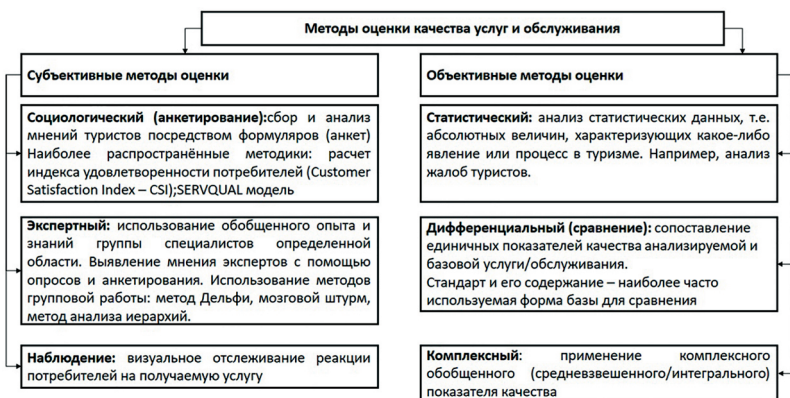 Методы оценки качества услуг и обслуживания
Субъективные методы оценки
Социологический (анкетирование):сбор и анализ
мнений туристов посредством формуляров (анкет)
Наиболее распространённые методики: расчет
индекса удовлетворенности потребителей (Customer
Satisfaction Index – CSI);SERVQUAL модель
Экспертный: использование обобщенного опыта и
знаний группы специалистов определенной
области. Выявление мнения экспертов с помощью
опросов и анкетирования. Использование методов
групповой работы: метод Дельфи, мозговой штурм,
метод анализа иерархий.
Наблюдение: визуальное отслеживание реакции
потребителей на получаемую услугу
Объективные методы оценки
Статистический: анализ статистических данных, т.е.
абсолютных величин, характеризующих какое-либо
явление или процесс в туризме. Например, анализ
жалоб туристов.
Дифференциальный (сравнение): сопоставление
единичных показателей качества анализируемой и
базовой услуги/обслуживания.
Стандарт и его содержание – наиболее часто
используемая форма базы для сравнения
Комплексный: применение комплексного
обобщенного (средневзвешенного/интегрального)
показателя качества